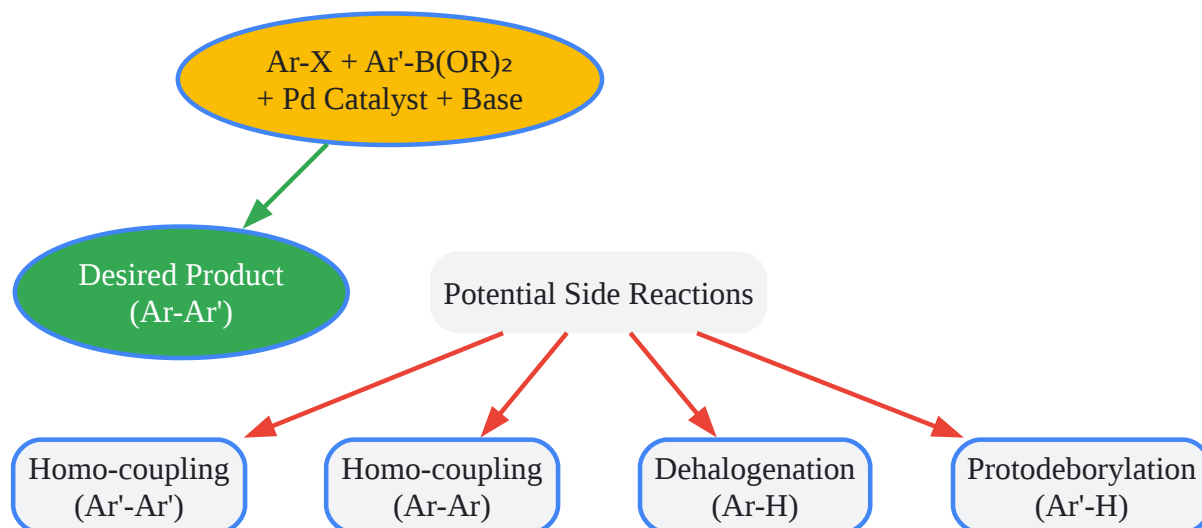 Ar-X + Ar'-B(OR)₂
+ Pd Catalyst + Base
Desired Product
(Ar-Ar')
Potential Side Reactions
Homo-coupling
(Ar'-Ar')
Homo-coupling
(Ar-Ar)
Dehalogenation
(Ar-H)
Protodeborylation
(Ar'-H)